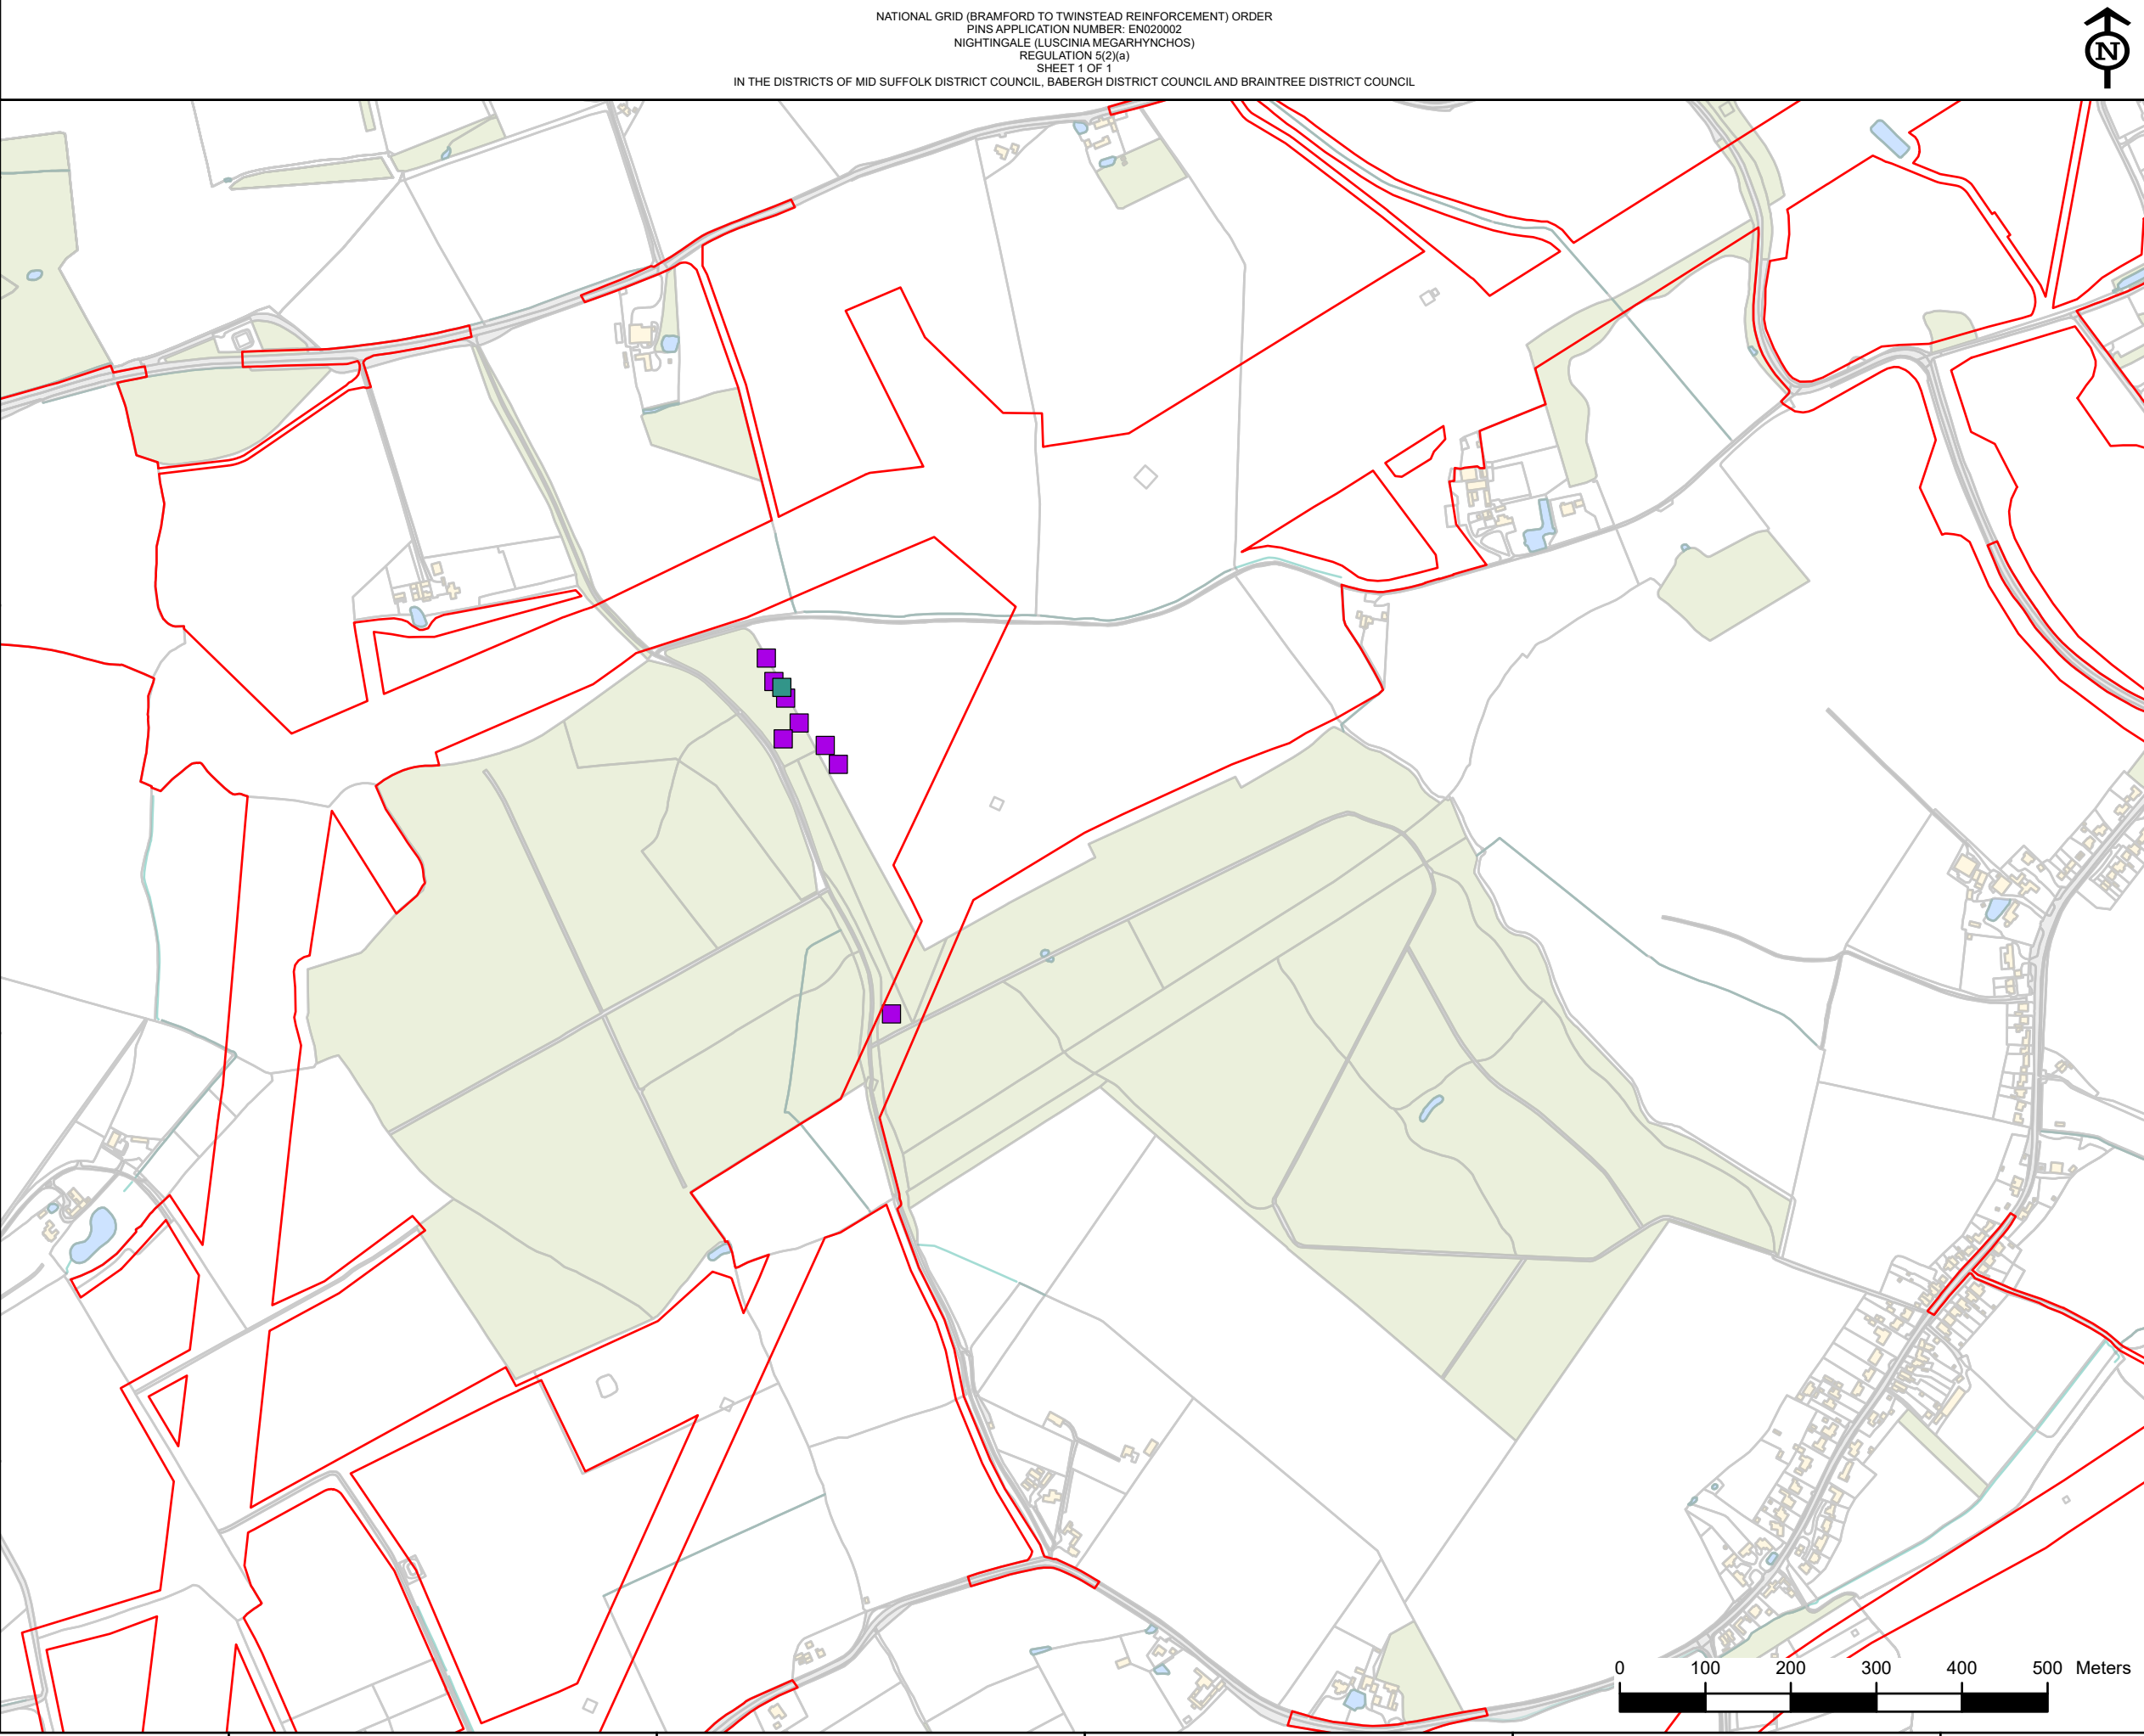 NATIONAL GRID (BRAMFORD TO TWINSTEAD REINFORCEMENT) ORDER
PINS APPLICATION NUMBER: EN020002
NIGHTINGALE (LUSCINIA MEGARHYNCHOS)
REGULATION 5(2)(a)
SHEET 1 OF 1
IN THE DISTRICTS OF MID SUFFOLK DISTRICT COUNCIL, BABERGH DISTRICT COUNCIL AND BRAINTREE DISTRICT COUNCIL
N
0 100 200 300 400 500 Meters